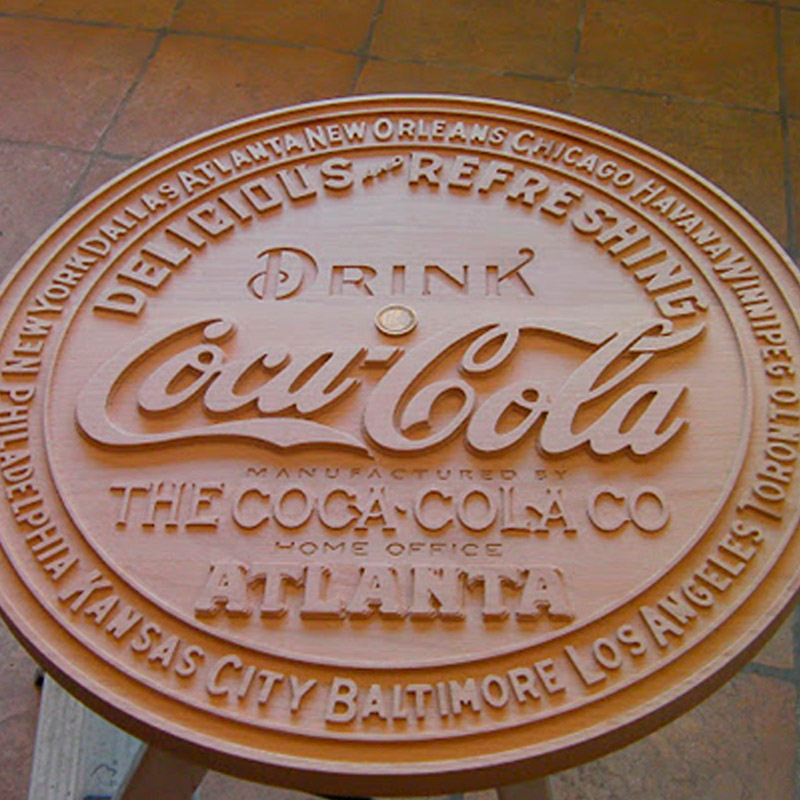 ATLANTA NEW ORLEANS CHICAGO HAVANA WINNIPEG TORONTO LOS ANGELES BALTIMORE KANSAS CITY PHILADELPHIA NEW YORK DALLAS
DELICIOUS AND REFRESHING
DRINK
Coca-Cola
MANUFACTURED BY
THE COCA-COLA CO
HOME OFFICE
ATLANTA